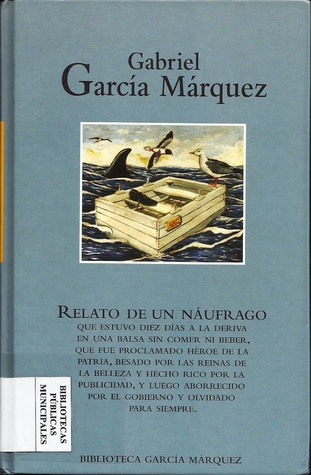 Gabriel
García Márquez
RELATO DE UN NÁUFRAGO
QUE ESTUVO DIEZ DÍAS A LA DERIVA
EN UNA BALSA SIN COMER NI BEBER,
QUE FUE PROCLAMADO HÉROE DE LA
PATRIA, BESADO POR LAS REINAS DE
LA BELLEZA Y HECHO RICO POR LA
PUBLICIDAD, Y LUEGO ABORRECIDO
POR EL GOBIERNO Y OLVIDADO
PARA SIEMPRE.
BIBLIOTECA GARCÍA MÁRQUEZ
BIBLIOTECAS
PÚBLICAS
MUNICIPALES